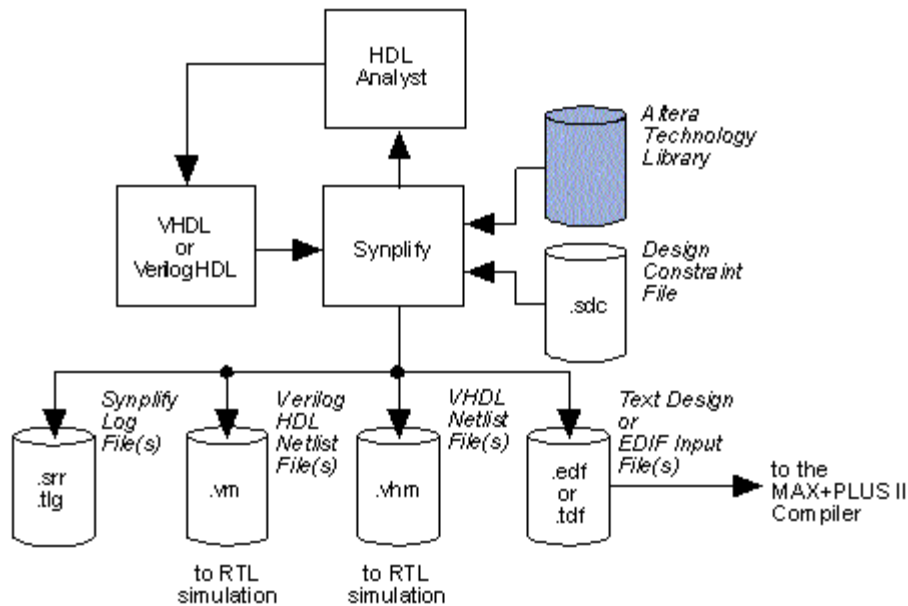 HDL
Analyst
Altera
Technology
Library
VHDL
or
VerilogHDL
Synplify
Design
Constraint
File
.sdc
Synplify
Log
File(s)
.srr
.tlg
Verilog
HDL
Netlist
File(s)
.vm
to RTL
simulation
VHDL
Netlist
File(s)
.vhm
to RTL
simulation
Text Design
or
EDIF Input
File(s)
.edf
or
.tdf
to the
MAX+PLUS II
Compiler